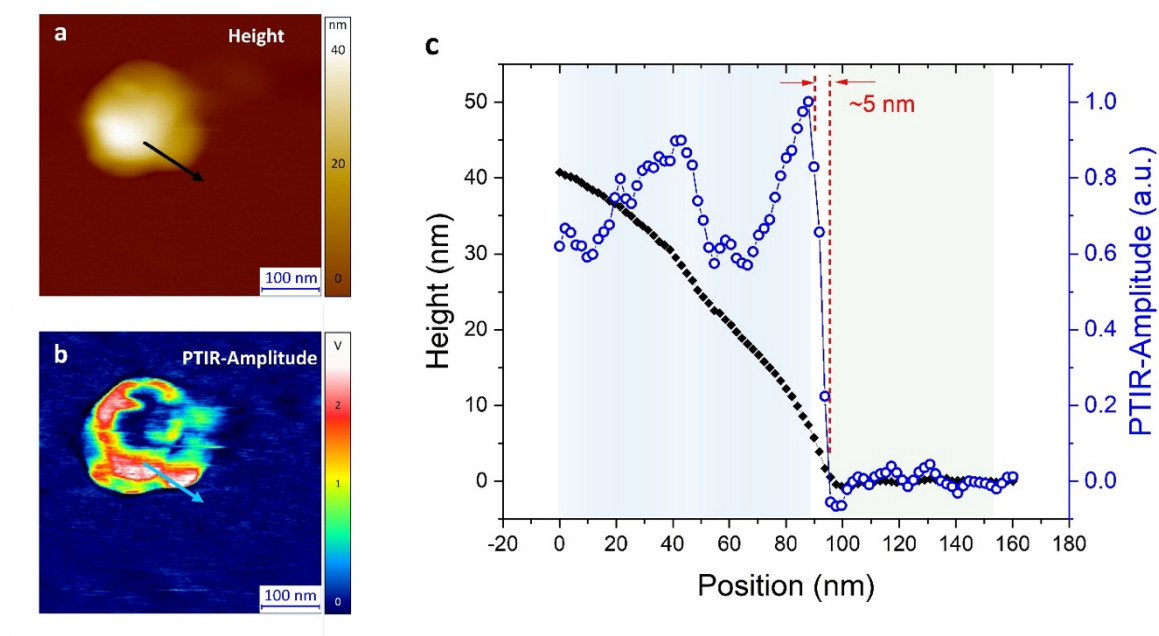 a
Height
nm
40
20
0
100 nm
b
PTIR-Amplitude
V
2
1
0
100 nm
c
~5 nm
50
40
30
20
10
0
Height (nm)
1.0
0.8
0.6
0.4
0.2
0.0
PTIR-Amplitude (a.u.)
-20 0 20 40 60 80 100 120 140 160 180
Position (nm)